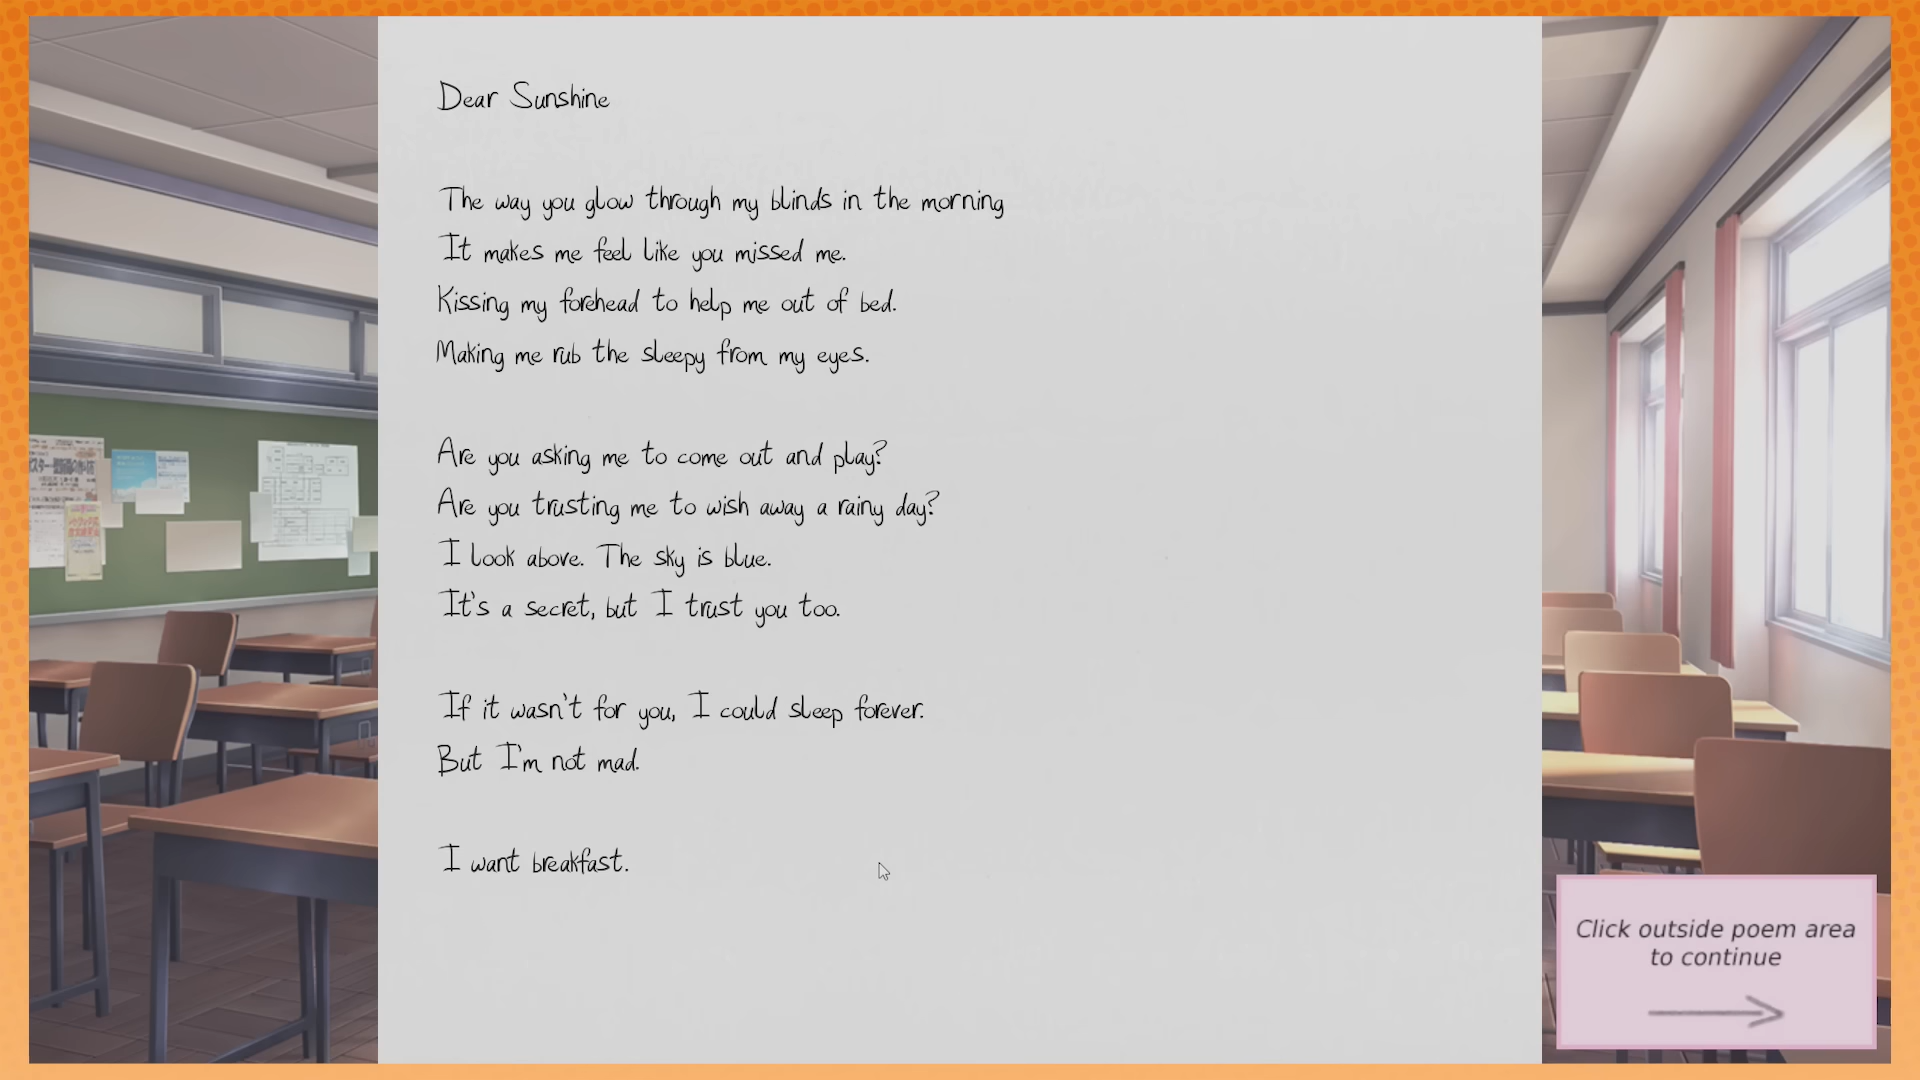 Dear Sunshine
The way you glow through my blinds in the morning
It makes me feel like you missed me.
Kissing my forehead to help me out of bed.
Making me rub the sleepy from my eyes.
Are you asking me to come out and play?
Are you trusting me to wish away a rainy day?
I look above. The sky is blue.
It's a secret, but I trust you too.
If it wasn't for you, I could sleep forever.
But I'm not mad.
I want breakfast.
Click outside poem area
to continue